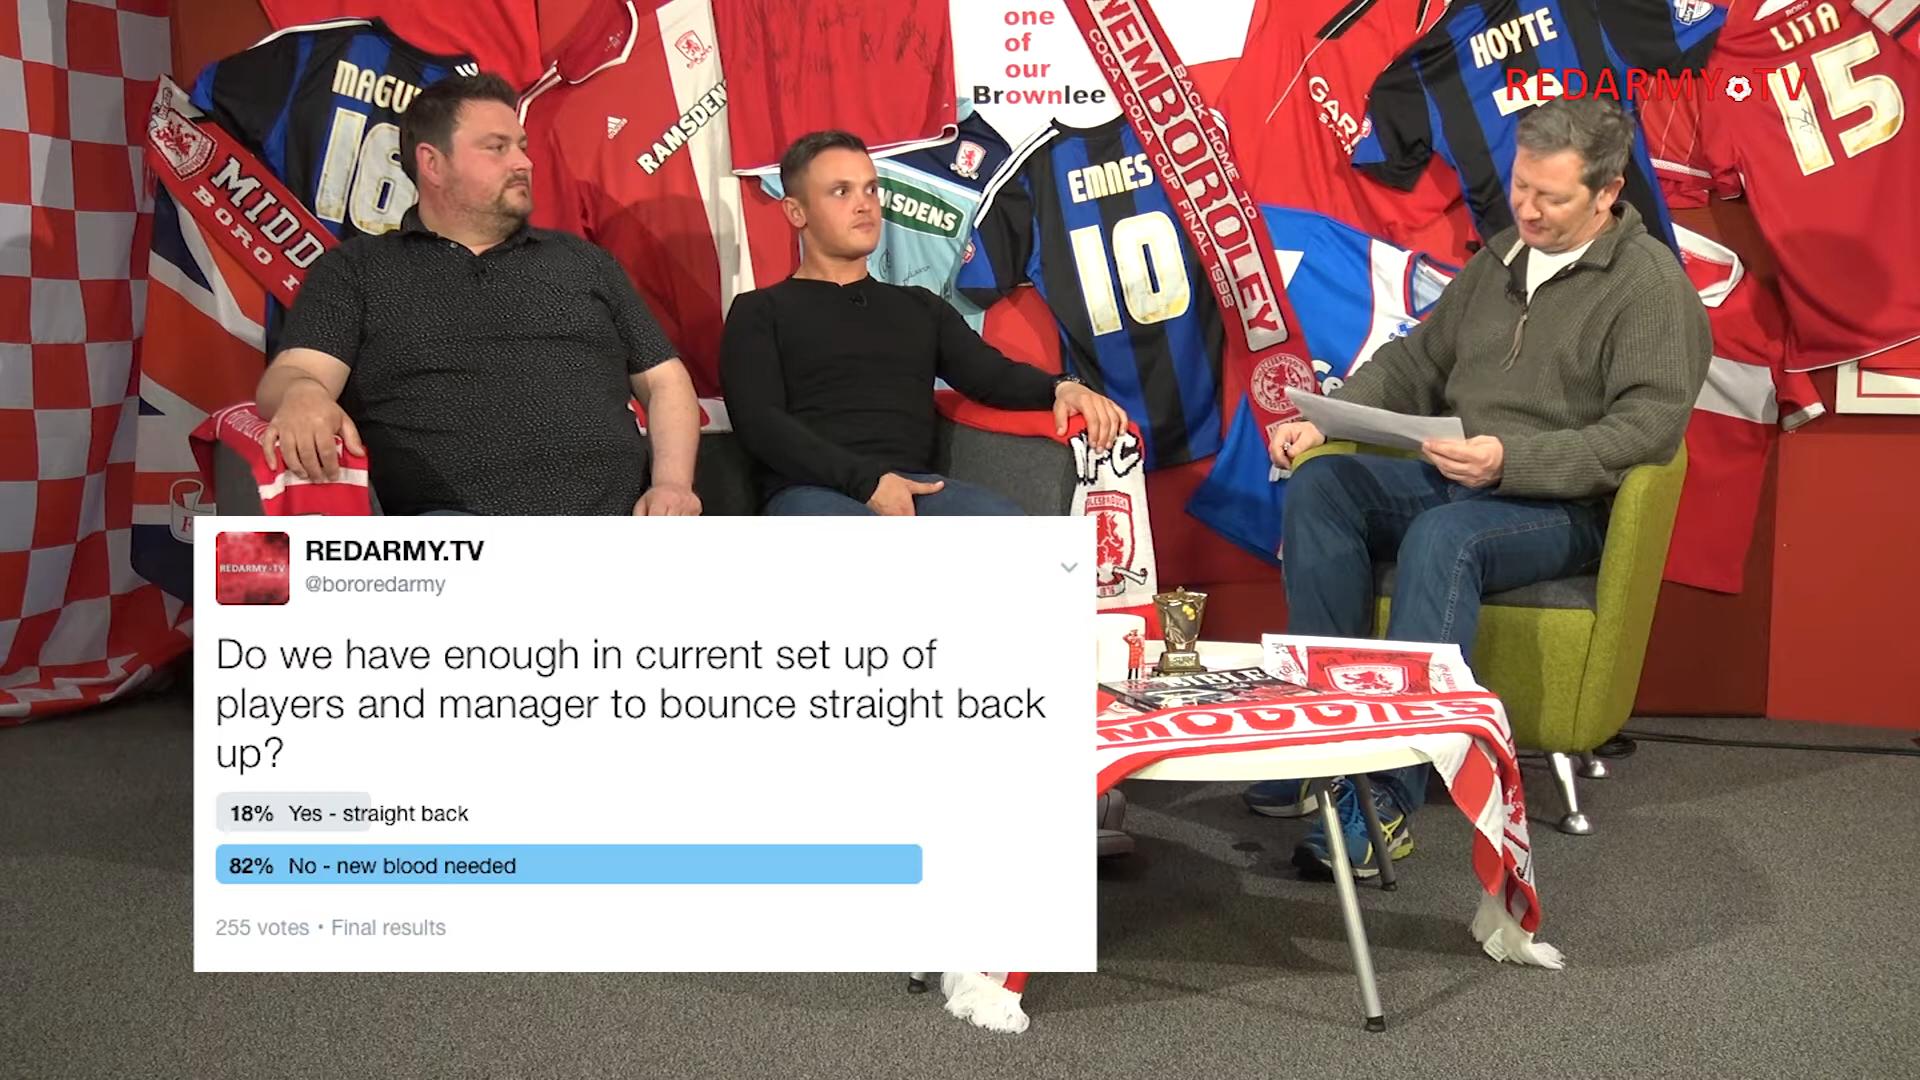 one
of
our
Brownlee
REDARMY TV
MAGU
16
MIDD
BORO
RAMSDEN
MSDENS
EMNES
10
WEMBOROLEY
COCA-COLA CUP FINAL 1998
BACK HOME TO
GAR
HOYTE
LITA
15
MFC
REDARMY.TV
@bororedarmy
Do we have enough in current set up of
players and manager to bounce straight back
up?
18% Yes - straight back
82% No - new blood needed
255 votes • Final results
MOGGIES